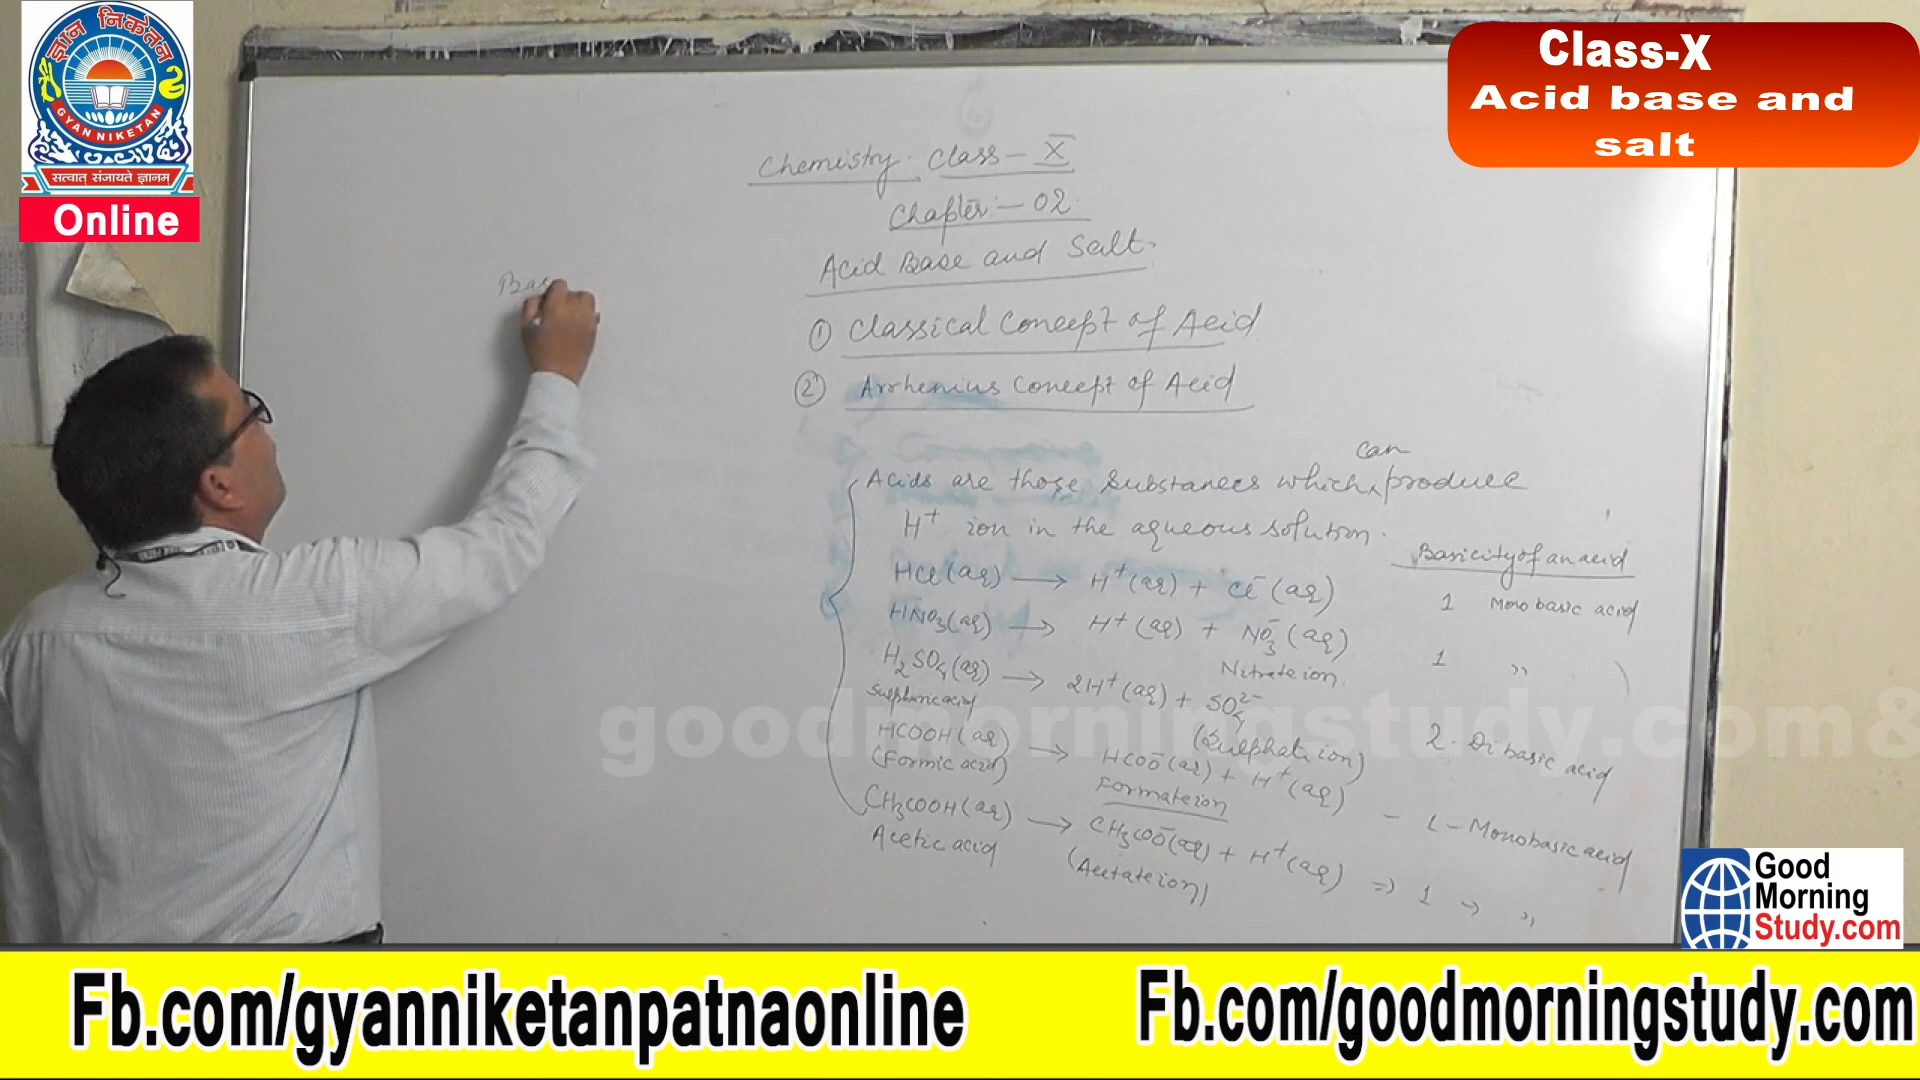 ज्ञान निकेतन
GYAN NIKETAN
सत्वात् संजायते ज्ञानम्
Online
Class-X
Acid base and
salt
Chemistry. Class - X
Chapter:- 02.
Acid Base and Salt.
① Classical Concept of Acid
② Arrhenius Concept of Acid
Bas
can
Acids are those substances which produce
H⁺ ion in the aqueous solution.
Basicity of an acid
HCl(aq) ⟶ H⁺(aq) + Cl⁻(aq) 1 Monobasic acid
HNO₃(aq) ⟶ H⁺(aq) + NO₃⁻(aq) 1 ,,
Nitrate ion.
H₂SO₄(aq) ⟶ 2H⁺(aq) + SO₄²⁻ 2. Dibasic acid
Sulphuric acid (Sulphate ion)
HCOOH(aq) ⟶ HCOO⁻(aq) + H⁺(aq) - 1 - Monobasic acid
(Formic acid) Formate ion
CH₃COOH(aq) ⟶ CH₃COO⁻(aq) + H⁺(aq) ⇒ 1 → ,,
Acetic acid (Acetate ion)
goodmorningstudy.com&
Good
Morning
Study.com
Fb.com/gyanniketanpatnaonline
Fb.com/goodmorningstudy.com